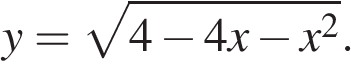 y = √(4 − 4x − x²).